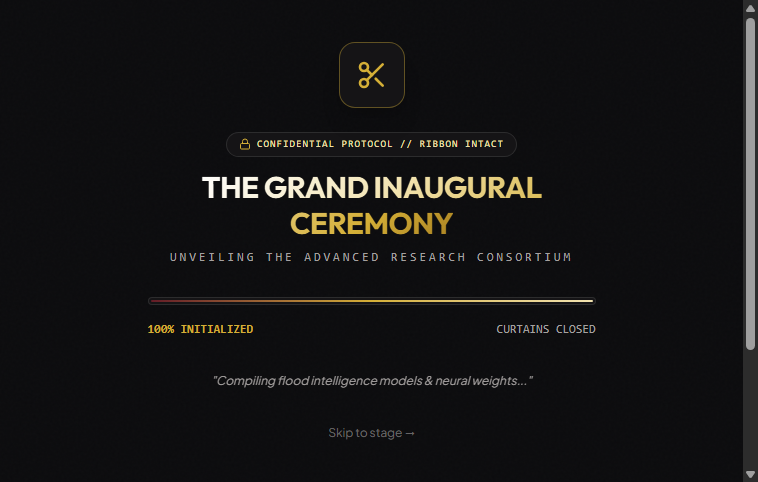 CONFIDENTIAL PROTOCOL // RIBBON INTACT
THE GRAND INAUGURAL
CEREMONY
UNVEILING THE ADVANCED RESEARCH CONSORTIUM
100% INITIALIZED
CURTAINS CLOSED
"Compiling flood intelligence models & neural weights..."
Skip to stage →